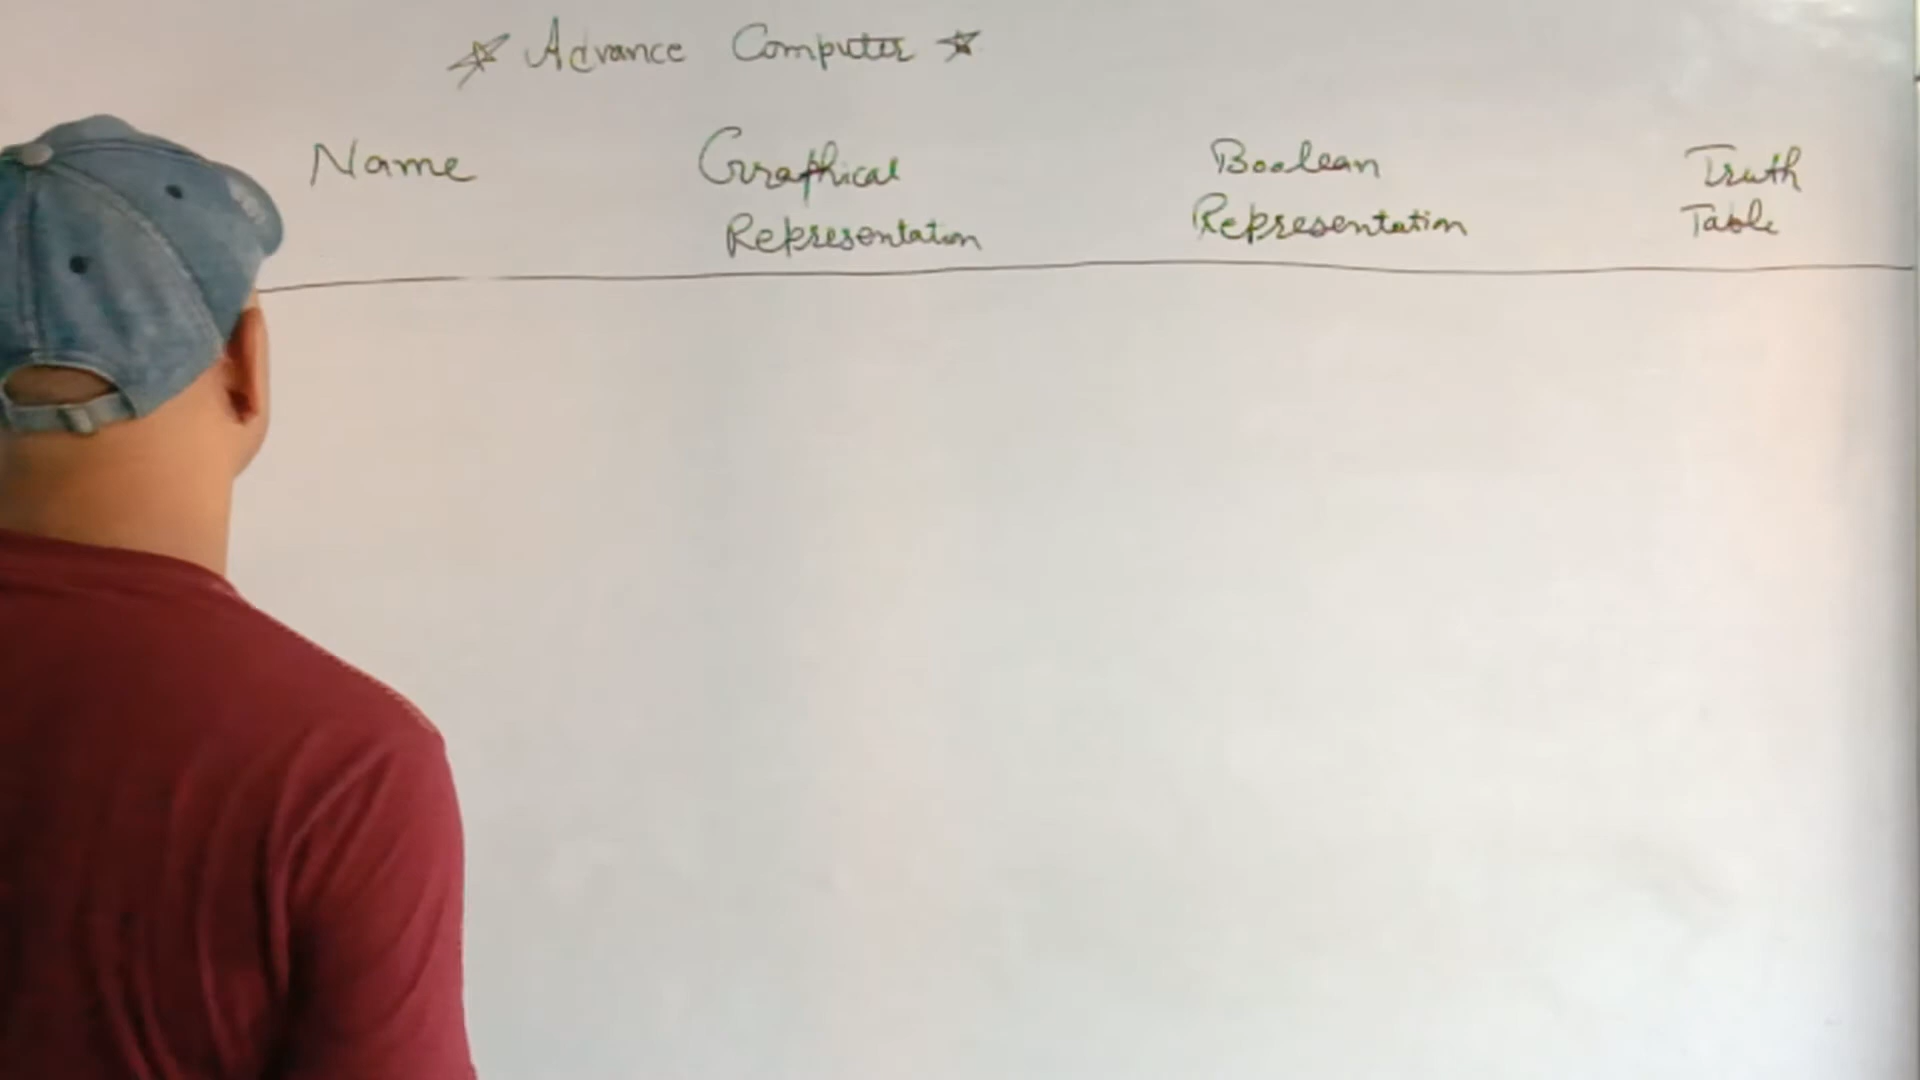 ☆ Advance Computer ☆
Name Graphical Representation Boolean Representation Truth Table